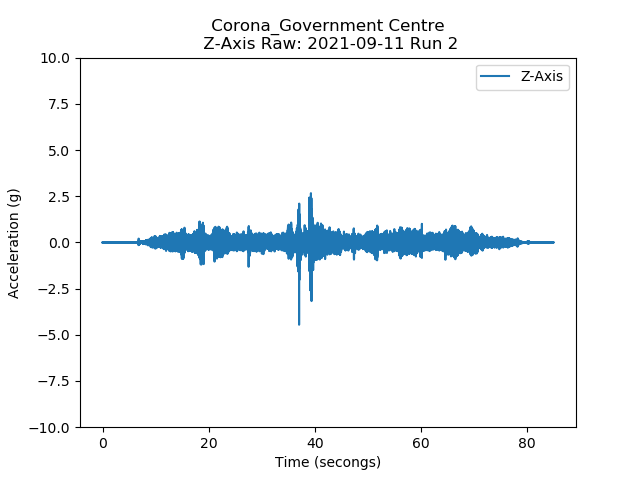 Corona_Government Centre
Z-Axis Raw: 2021-09-11 Run 2
Z-Axis
Acceleration (g)
10.0
7.5
5.0
2.5
0.0
−2.5
−5.0
−7.5
−10.0
0 20 40 60 80
Time (secongs)